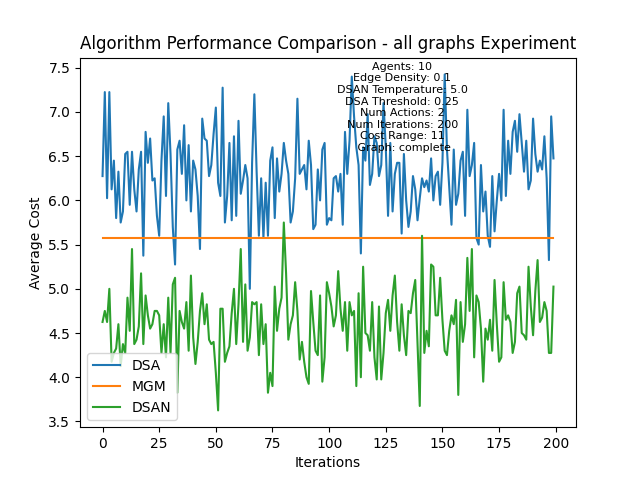 Algorithm Performance Comparison - all graphs Experiment
Agents: 10
Edge Density: 0.1
DSAN Temperature: 5.0
DSA Threshold: 0.25
Num Actions: 2
Num Iterations: 200
Cost Range: 11
Graph: complete
Average Cost
7.5
7.0
6.5
6.0
5.5
5.0
4.5
4.0
3.5
DSA
MGM
DSAN
0 25 50 75 100 125 150 175 200
Iterations